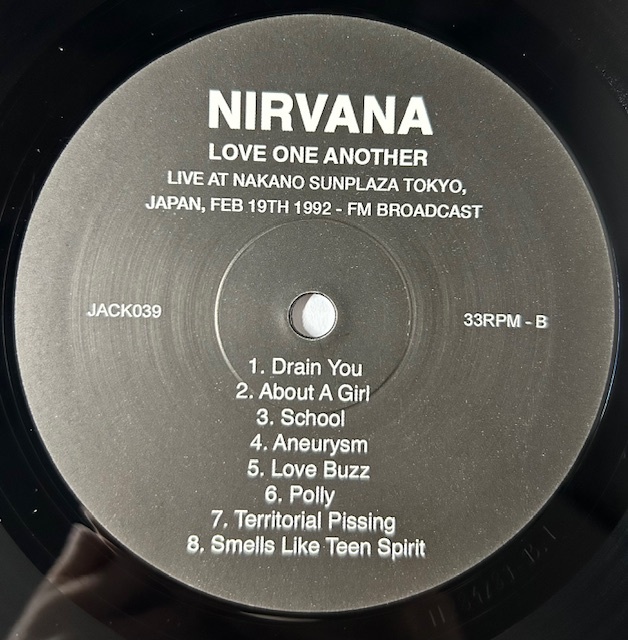 NIRVANA
LOVE ONE ANOTHER
LIVE AT NAKANO SUNPLAZA TOKYO,
JAPAN, FEB 19TH 1992 - FM BROADCAST
JACK039
33RPM - B
1. Drain You
2. About A Girl
3. School
4. Aneurysm
5. Love Buzz
6. Polly
7. Territorial Pissing
8. Smells Like Teen Spirit